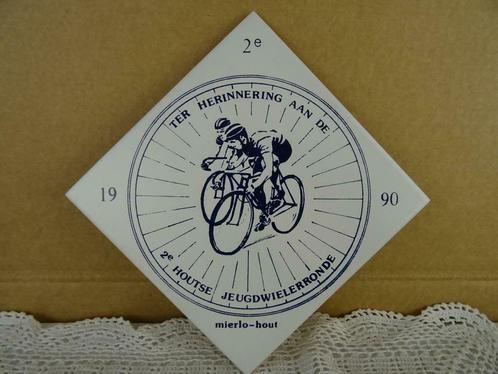 2e
TER HERINNERING AAN DE
19
90
2e HOUTSE JEUGDWIELERRONDE
mierlo-hout